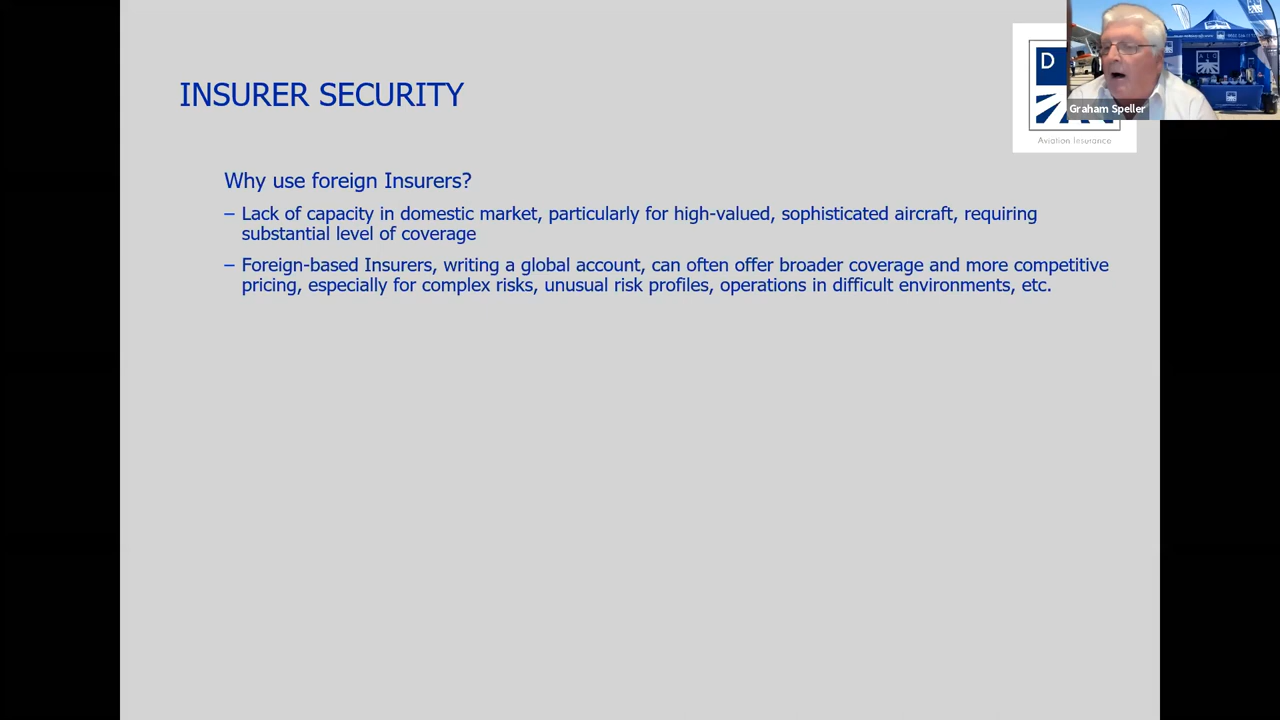 INSURER SECURITY
D
Aviation Insurance
Graham Speller
Why use foreign Insurers?
– Lack of capacity in domestic market, particularly for high-valued, sophisticated aircraft, requiring
substantial level of coverage
– Foreign-based Insurers, writing a global account, can often offer broader coverage and more competitive
pricing, especially for complex risks, unusual risk profiles, operations in difficult environments, etc.